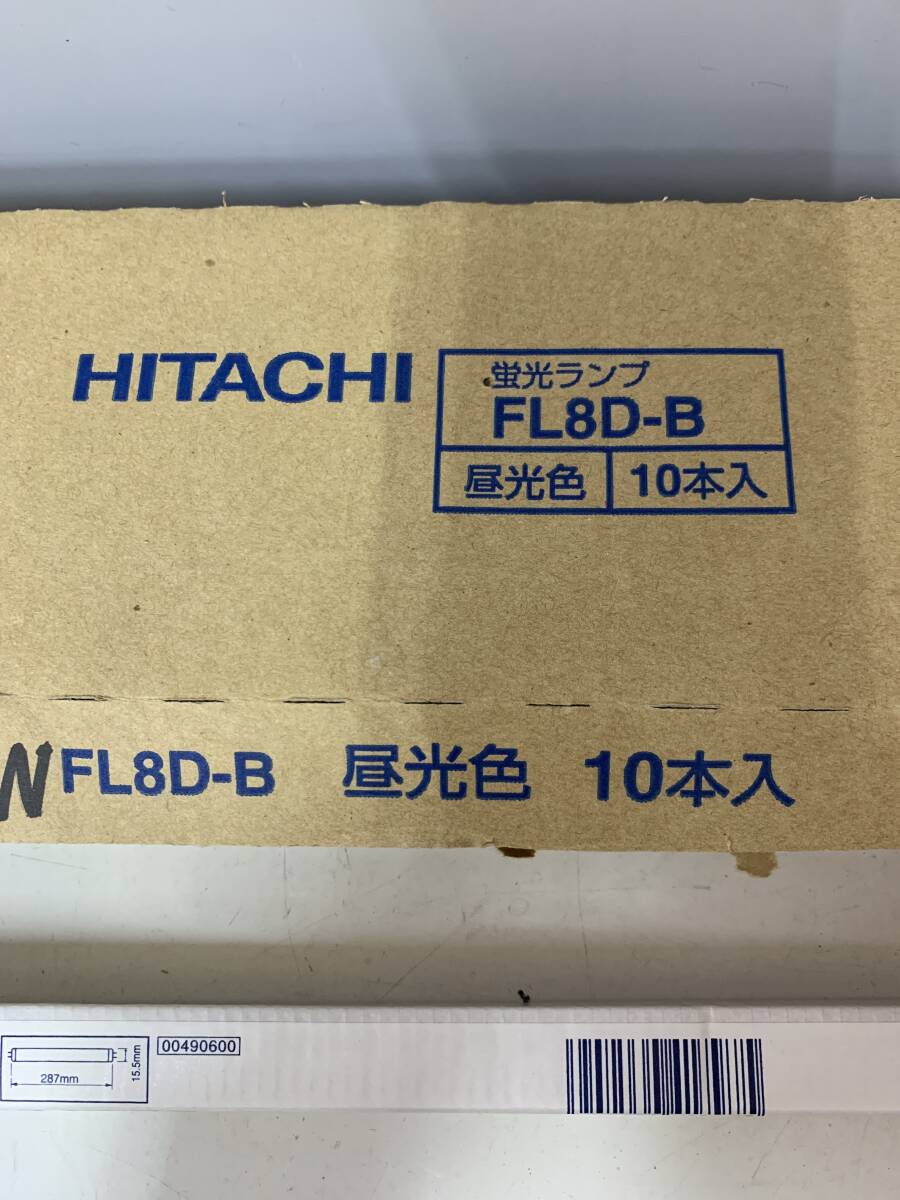 HITACHI
蛍光ランプ
FL8D-B
昼光色 10本入
N FL8D-B 昼光色 10本入
287mm
15.5mm
00490600